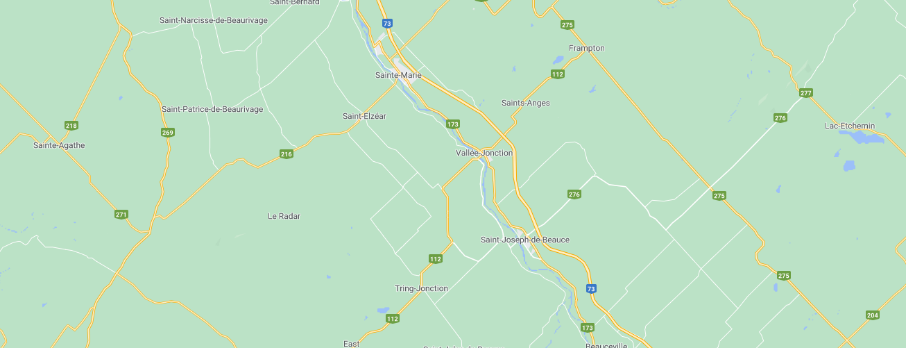 Saint-Bernard
Saint-Narcisse-de-Beaurivage
73
275
Frampton
Sainte-Marie
112
277
Saint-Patrice-de-Beaurivage
Saints-Anges
276
Saint-Elzéar
218
269
173
Lac-Etchemin
Sainte-Agathe
216
Vallée-Jonction
276
275
271
Le Radar
Saint-Joseph-de-Beauce
112
275
Tring-Jonction
73
112
204
173
East
Beauceville